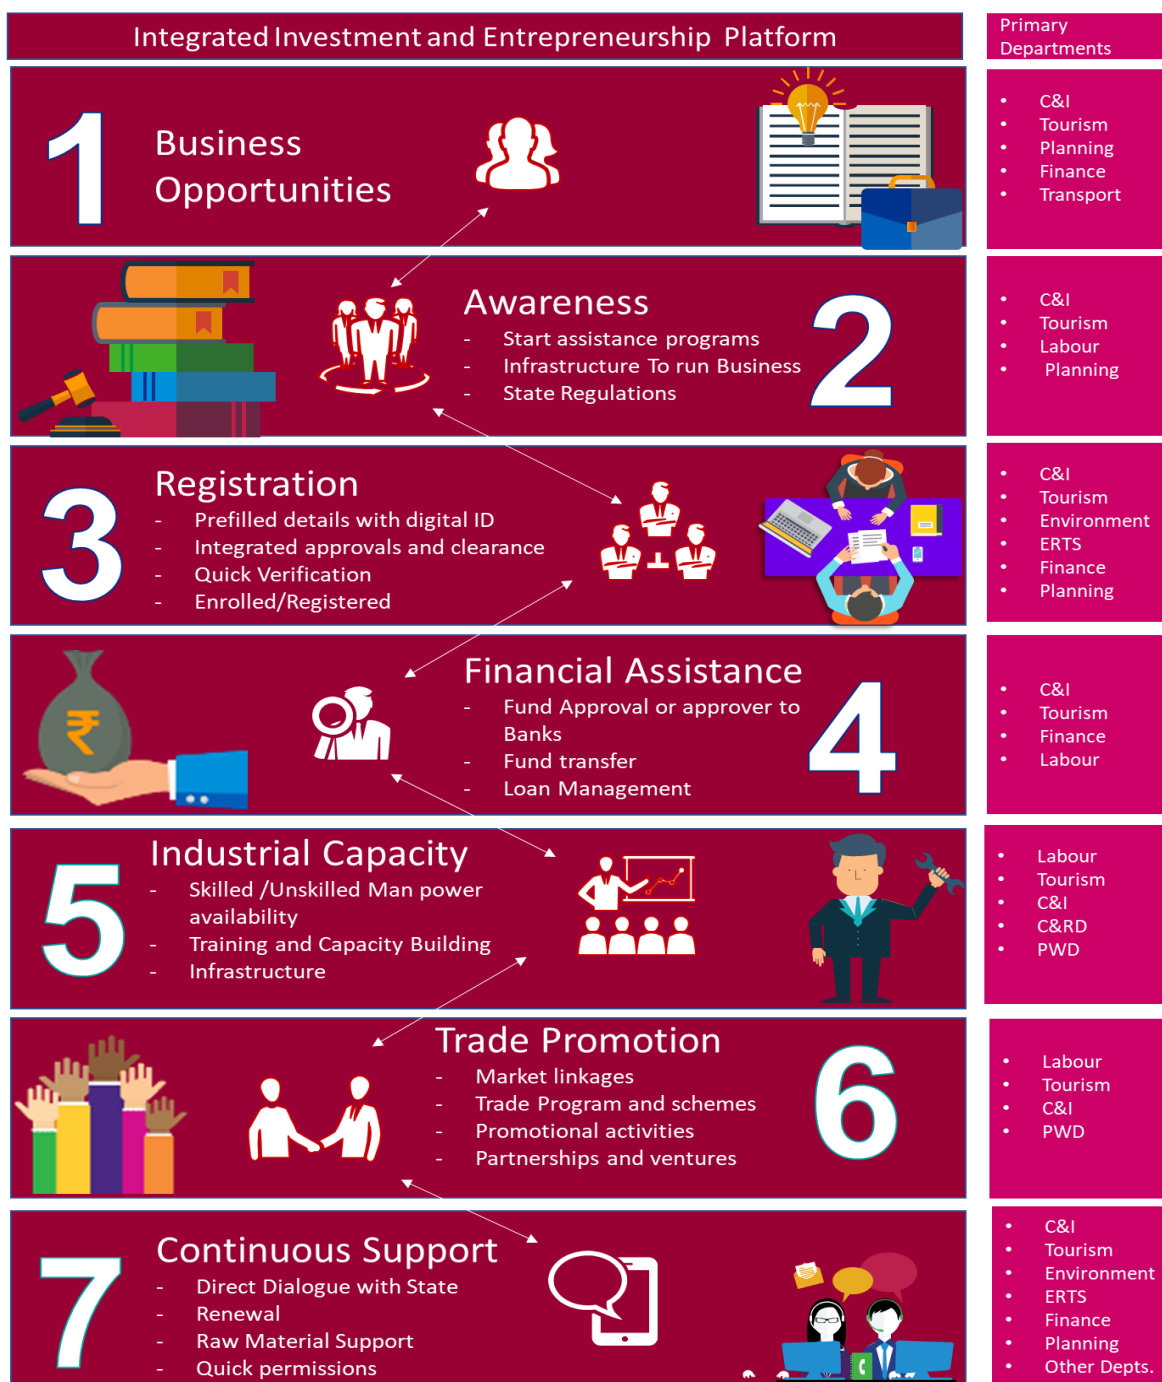 Integrated Investment and Entrepreneurship Platform
Primary
Departments
1
Business
Opportunities
• C&I
• Tourism
• Planning
• Finance
• Transport
Awareness
- Start assistance programs
- Infrastructure To run Business
- State Regulations
2
• C&I
• Tourism
• Labour
• Planning
3
Registration
- Prefilled details with digital ID
- Integrated approvals and clearance
- Quick Verification
- Enrolled/Registered
• C&I
• Tourism
• Environment
• ERTS
• Finance
• Planning
₹
Financial Assistance
- Fund Approval or approver to
Banks
- Fund transfer
- Loan Management
4
• C&I
• Tourism
• Finance
• Labour
5
Industrial Capacity
- Skilled /Unskilled Man power
availability
- Training and Capacity Building
- Infrastructure
• Labour
• Tourism
• C&I
• C&RD
• PWD
Trade Promotion
- Market linkages
- Trade Program and schemes
- Promotional activities
- Partnerships and ventures
6
• Labour
• Tourism
• C&I
• PWD
7
Continuous Support
- Direct Dialogue with State
- Renewal
- Raw Material Support
- Quick permissions
• C&I
• Tourism
• Environment
• ERTS
• Finance
• Planning
• Other Depts.